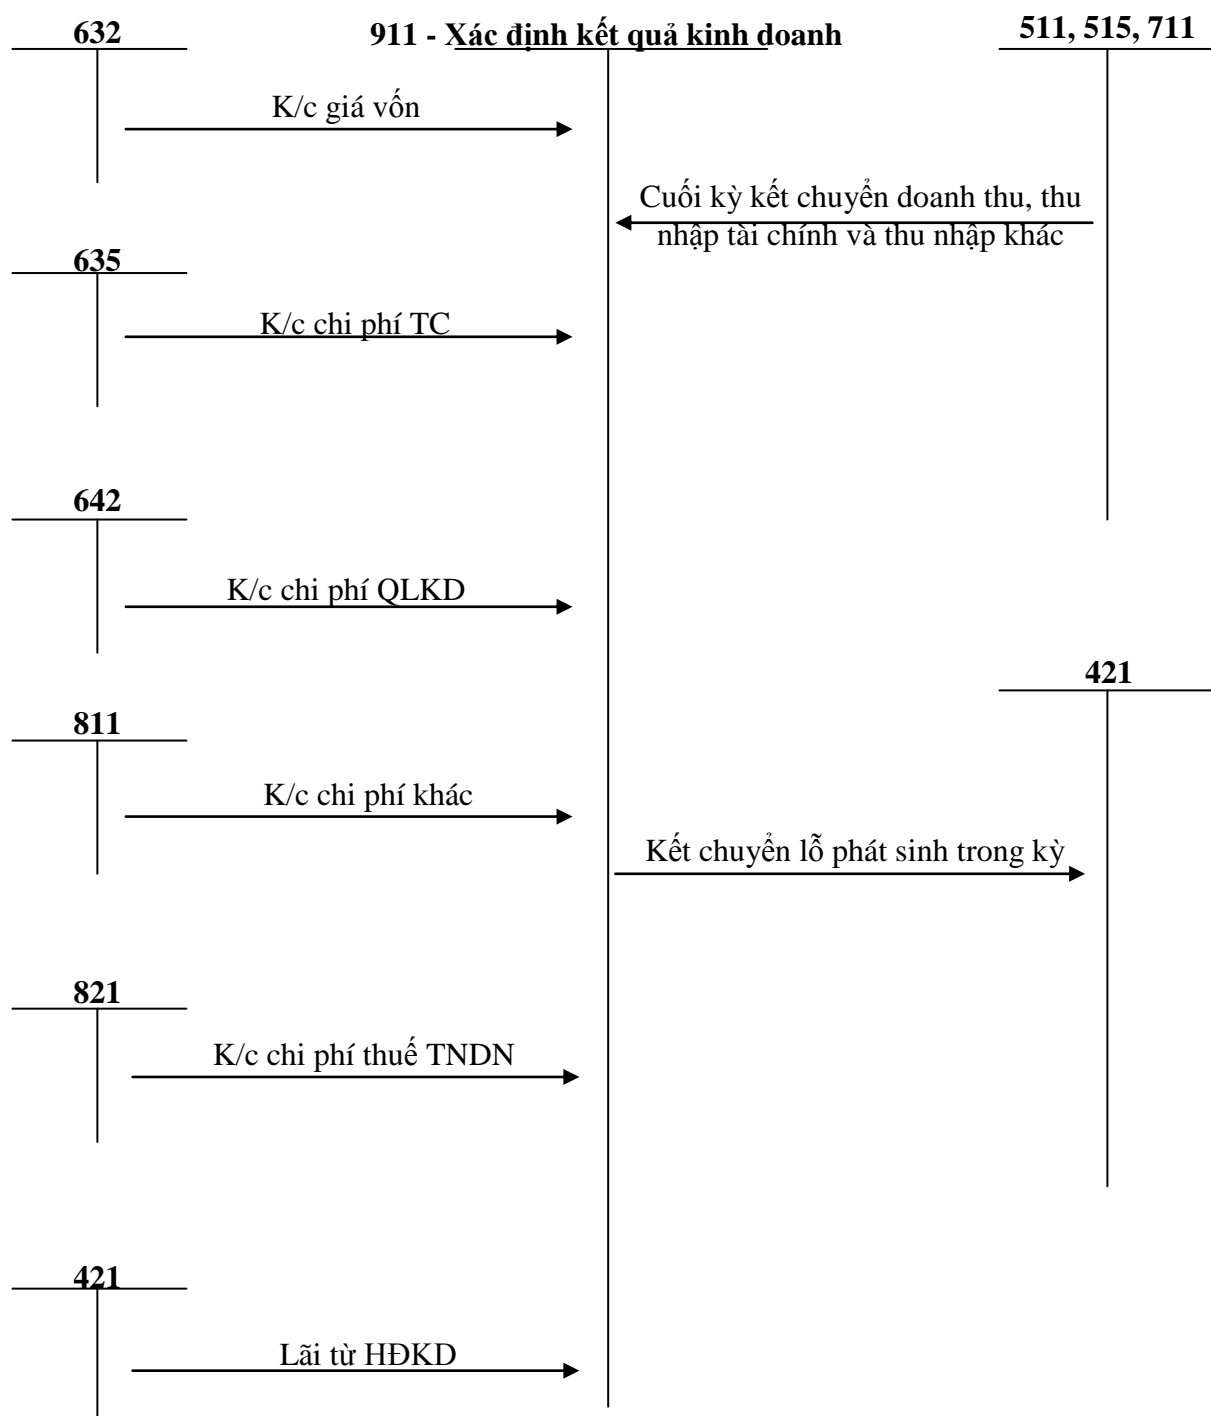 632
911 - Xác định kết quả kinh doanh
511, 515, 711
K/c giá vốn
Cuối kỳ kết chuyển doanh thu, thu
nhập tài chính và thu nhập khác
635
K/c chi phí TC
642
K/c chi phí QLKD
421
811
K/c chi phí khác
Kết chuyển lỗ phát sinh trong kỳ
821
K/c chi phí thuế TNDN
421
Lãi từ HĐKD